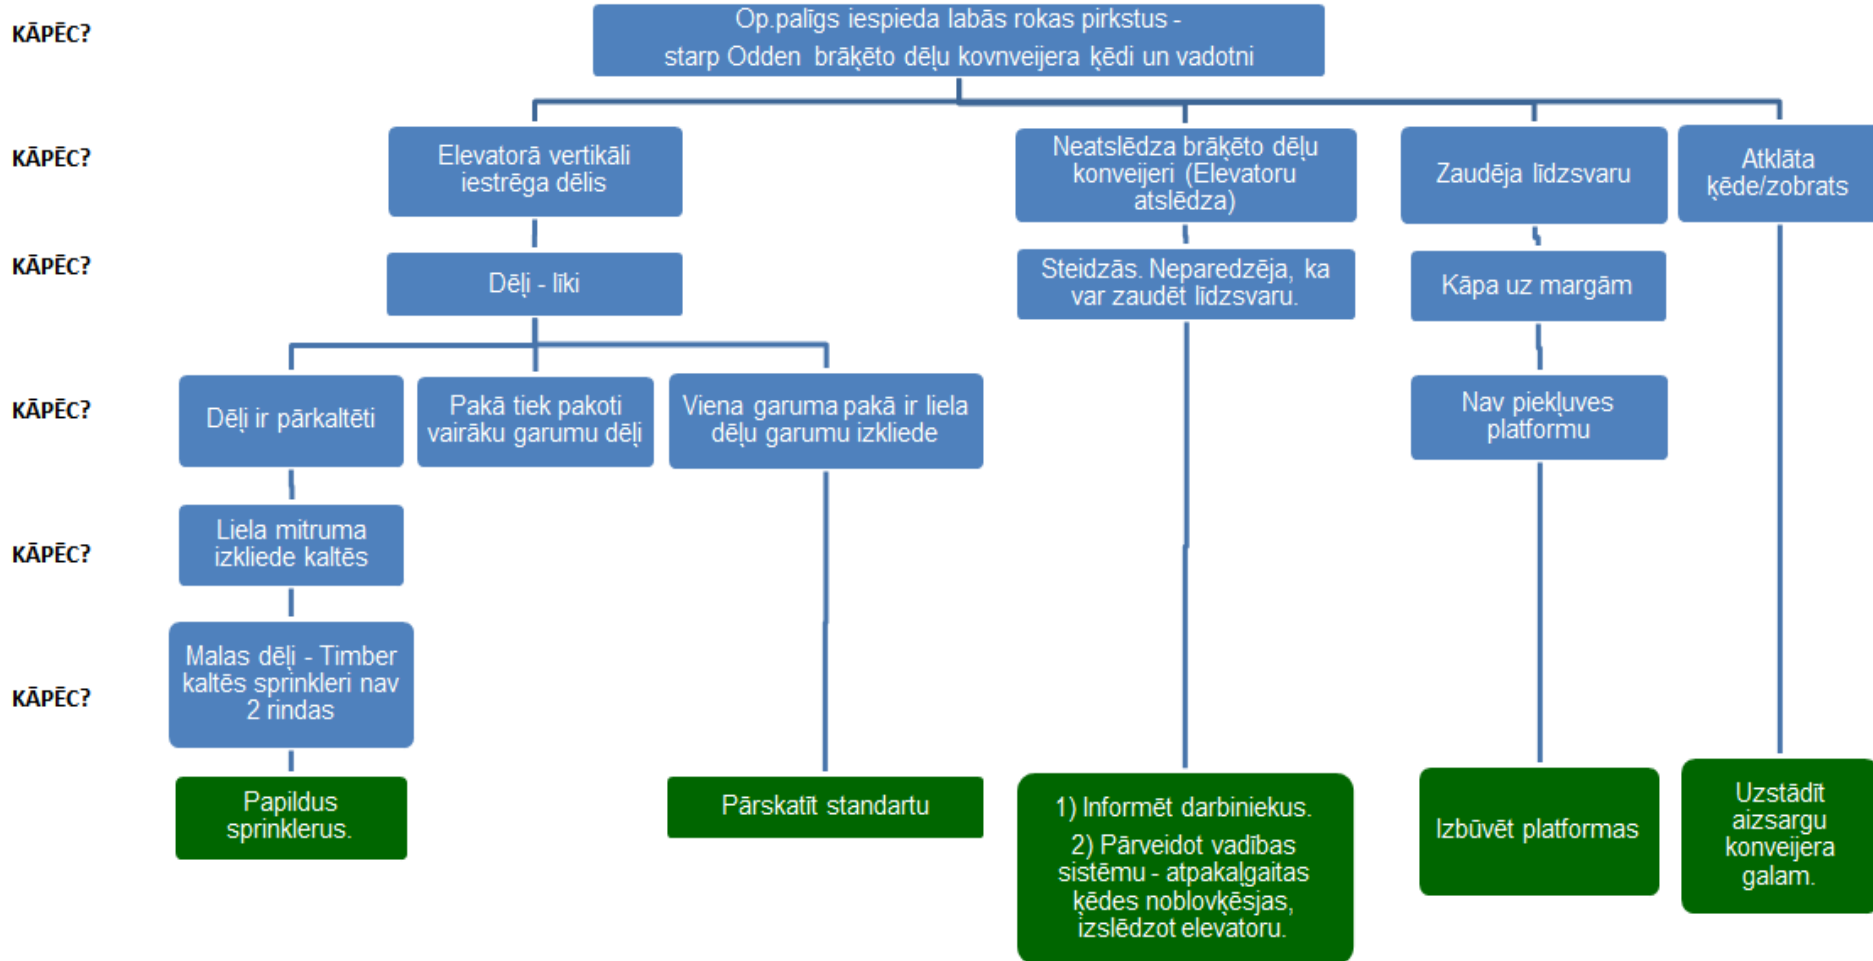 KĀPĒC?
Op.palīgs iespieda labās rokas pirkstus -
starp Odden brāķēto dēļu kovnveijera ķēdi un vadotni
KĀPĒC?
Elevatorā vertikāli
iestrēga dēlis
Neatslēdza brāķēto dēļu
konveijeri (Elevatoru
atslēdza)
Zaudēja līdzsvaru
Atklāta
ķēde/zobrats
KĀPĒC?
Dēļi - līki
Steidzās. Neparedzēja, ka
var zaudēt līdzsvaru.
Kāpa uz margām
KĀPĒC?
Dēļi ir pārkaltēti
Pakā tiek pakoti
vairāku garumu dēļi
Viena garuma pakā ir liela
dēļu garumu izkliede
Nav piekļuves
platformu
KĀPĒC?
Liela mitruma
izkliede kaltēs
KĀPĒC?
Malas dēļi - Timber
kaltēs sprinkleri nav
2 rindas
Papildus
sprinklerus.
Pārskatīt standartu
1) Informēt darbiniekus.
2) Pārveidot vadības
sistēmu - atpakaļgaitas
ķēdes noblovķēsjas,
izslēdzot elevatoru.
Izbūvēt platformas
Uzstādīt
aizsargu
konveijera
galam.